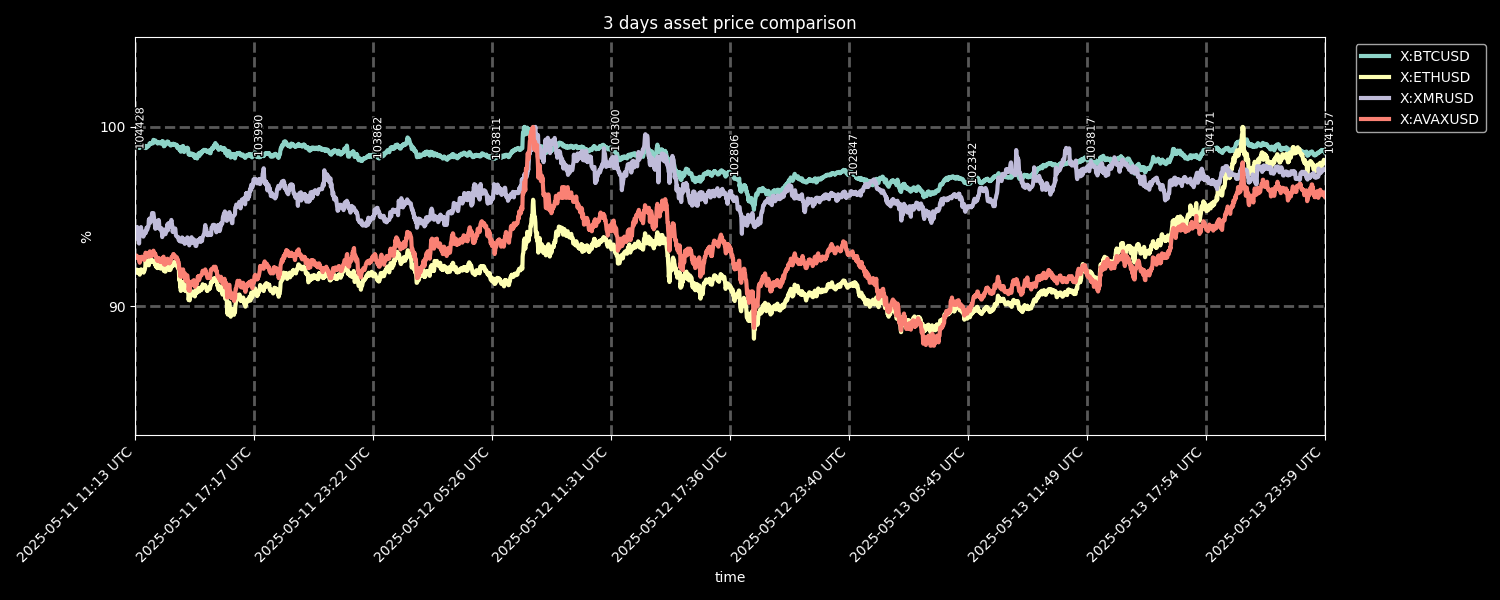 3 days asset price comparison
X:BTCUSD
X:ETHUSD
X:XMRUSD
X:AVAXUSD
100
90
%
104428
103990
103862
103811
104300
102806
102847
102342
103817
104171
104157
2025-05-11 11:13 UTC
2025-05-11 17:17 UTC
2025-05-11 23:22 UTC
2025-05-12 05:26 UTC
2025-05-12 11:31 UTC
2025-05-12 17:36 UTC
2025-05-12 23:40 UTC
2025-05-13 05:45 UTC
2025-05-13 11:49 UTC
2025-05-13 17:54 UTC
2025-05-13 23:59 UTC
time